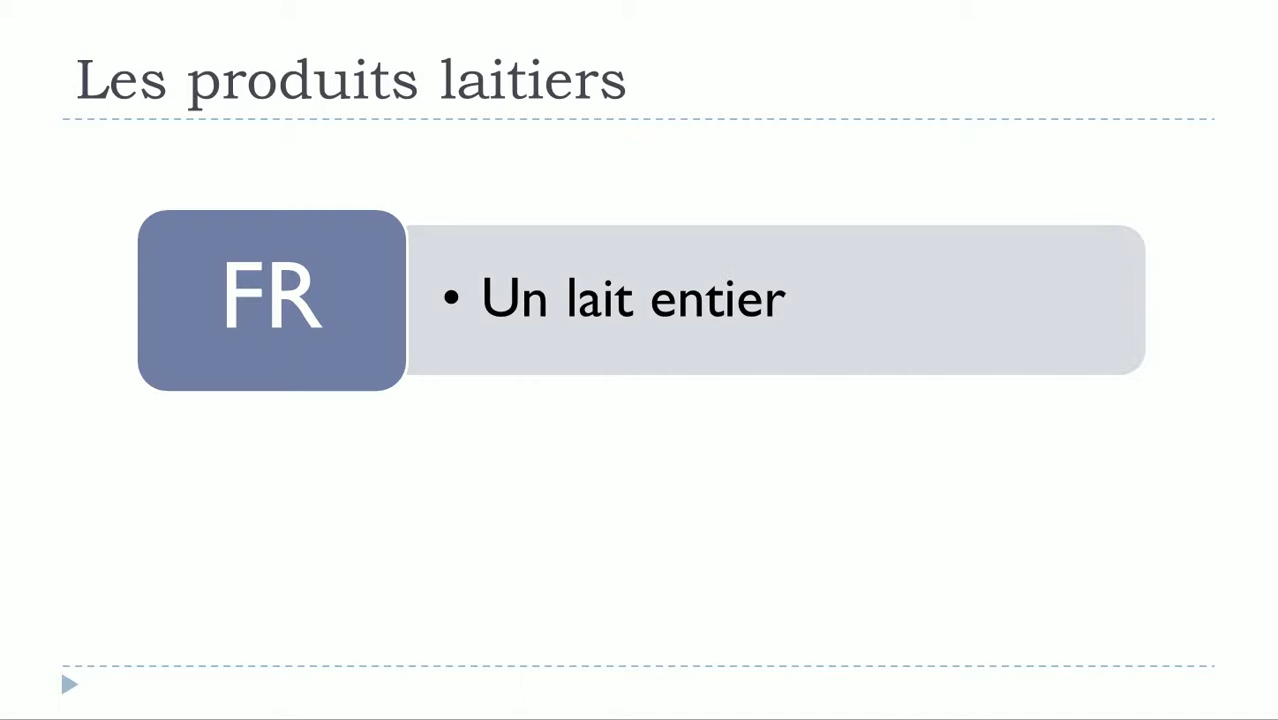 Les produits laitiers
FR
• Un lait entier